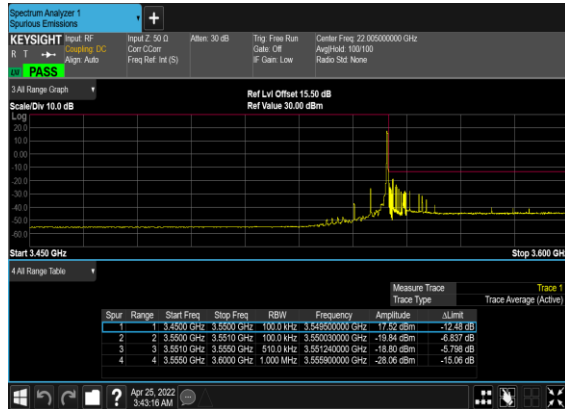 Spectrum Analyzer 1
Spurious Emissions
+
KEYSIGHT Input: RF Input Z: 50 Ω Atten: 30 dB Trig: Free Run Center Freq: 22.005000000 GHz
R T Coupling: DC Corr CCorr Gate: Off Avg|Hold: 100/100
Align: Auto Freq Ref: Int (S) IF Gain: Low Radio Std: None
PASS
3 All Range Graph
Ref Lvl Offset 15.50 dB
Scale/Div 10.0 dB Ref Value 30.00 dBm
Log
20.0
10.0
0.00
-10.0
-20.0
-30.0
-40.0
-50.0
-60.0
Start 3.450 GHz Stop 3.600 GHz
4 All Range Table
Measure Trace Trace 1
Trace Type Trace Average (Active)
Spur Range Start Freq Stop Freq RBW Frequency Amplitude ΔLimit
1 1 3.4500 GHz 3.5500 GHz 100.0 kHz 3.549500000 GHz 17.52 dBm -12.48 dB
2 2 3.5500 GHz 3.5510 GHz 100.0 kHz 3.550030000 GHz -19.84 dBm -6.837 dB
3 3 3.5510 GHz 3.5550 GHz 510.0 kHz 3.551240000 GHz -18.80 dBm -5.798 dB
4 4 3.5550 GHz 3.6000 GHz 1.000 MHz 3.555900000 GHz -28.06 dBm -15.06 dB
? Apr 25, 2022
3:43:16 AM